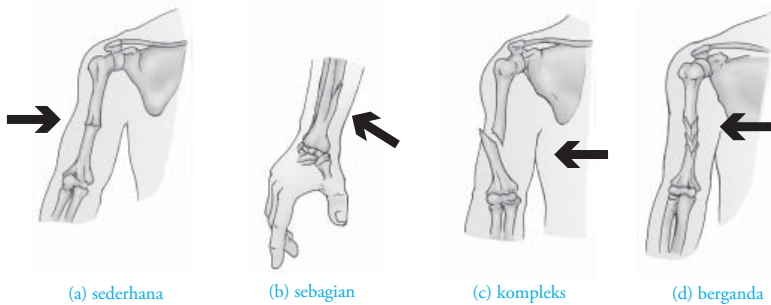 (a) sederhana
(b) sebagian
(c) kompleks
(d) berganda